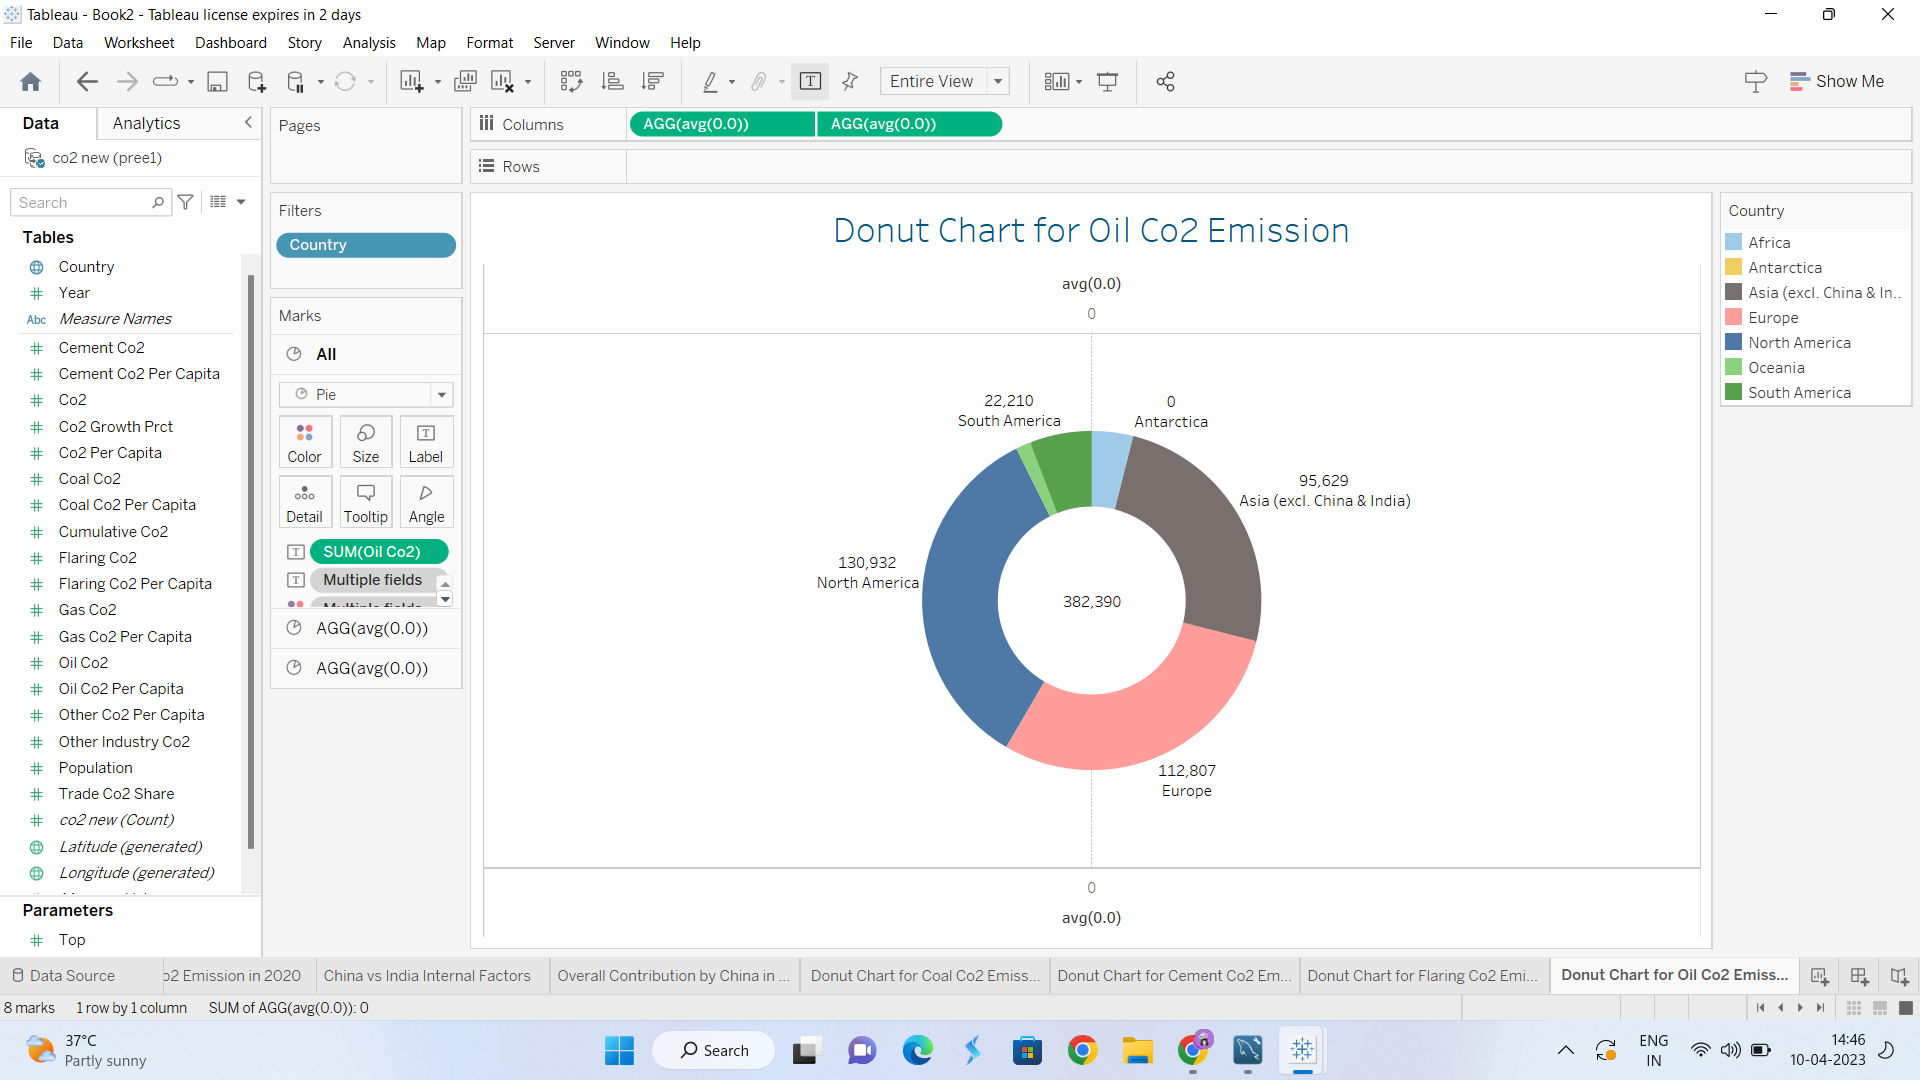 Tableau - Book2 - Tableau license expires in 2 days
File Data Worksheet Dashboard Story Analysis Map Format Server Window Help
Entire View
Show Me
Data Analytics
co2 new (pree1)
Search
Tables
Country
Year
Abc Measure Names
Cement Co2
Cement Co2 Per Capita
Co2
Co2 Growth Prct
Co2 Per Capita
Coal Co2
Coal Co2 Per Capita
Cumulative Co2
Flaring Co2
Flaring Co2 Per Capita
Gas Co2
Gas Co2 Per Capita
Oil Co2
Oil Co2 Per Capita
Other Co2 Per Capita
Other Industry Co2
Population
Trade Co2 Share
co2 new (Count)
Latitude (generated)
Longitude (generated)
Parameters
Top
Pages
Filters
Country
Marks
All
Pie
Color Size Label
Detail Tooltip Angle
SUM(Oil Co2)
Multiple fields
AGG(avg(0.0))
AGG(avg(0.0))
Columns AGG(avg(0.0)) AGG(avg(0.0))
Rows
Donut Chart for Oil Co2 Emission
avg(0.0)
0
22,210
South America
0
Antarctica
95,629
Asia (excl. China & India)
130,932
North America
382,390
112,807
Europe
0
avg(0.0)
Country
Africa
Antarctica
Asia (excl. China & In..
Europe
North America
Oceania
South America
Data Source
o2 Emission in 2020
China vs India Internal Factors
Overall Contribution by China in ...
Donut Chart for Coal Co2 Emiss...
Donut Chart for Cement Co2 Em...
Donut Chart for Flaring Co2 Emi...
Donut Chart for Oil Co2 Emiss...
8 marks 1 row by 1 column SUM of AGG(avg(0.0)): 0
37°C
Partly sunny
Search
ENG
IN
14:46
10-04-2023